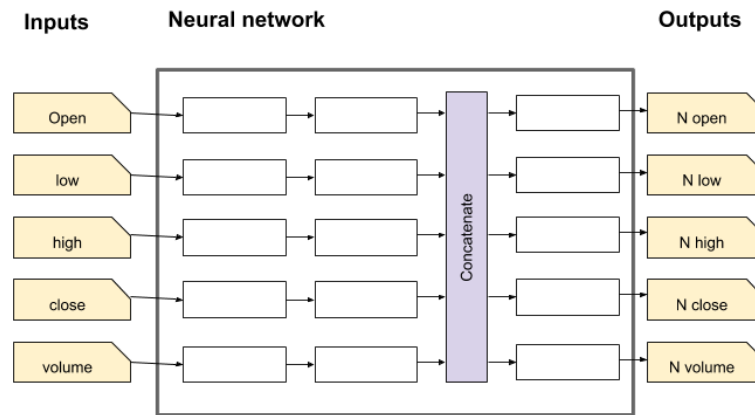 Inputs
Neural network
Outputs
Open
N open
low
N low
high
Concatenate
N high
close
N close
volume
N volume